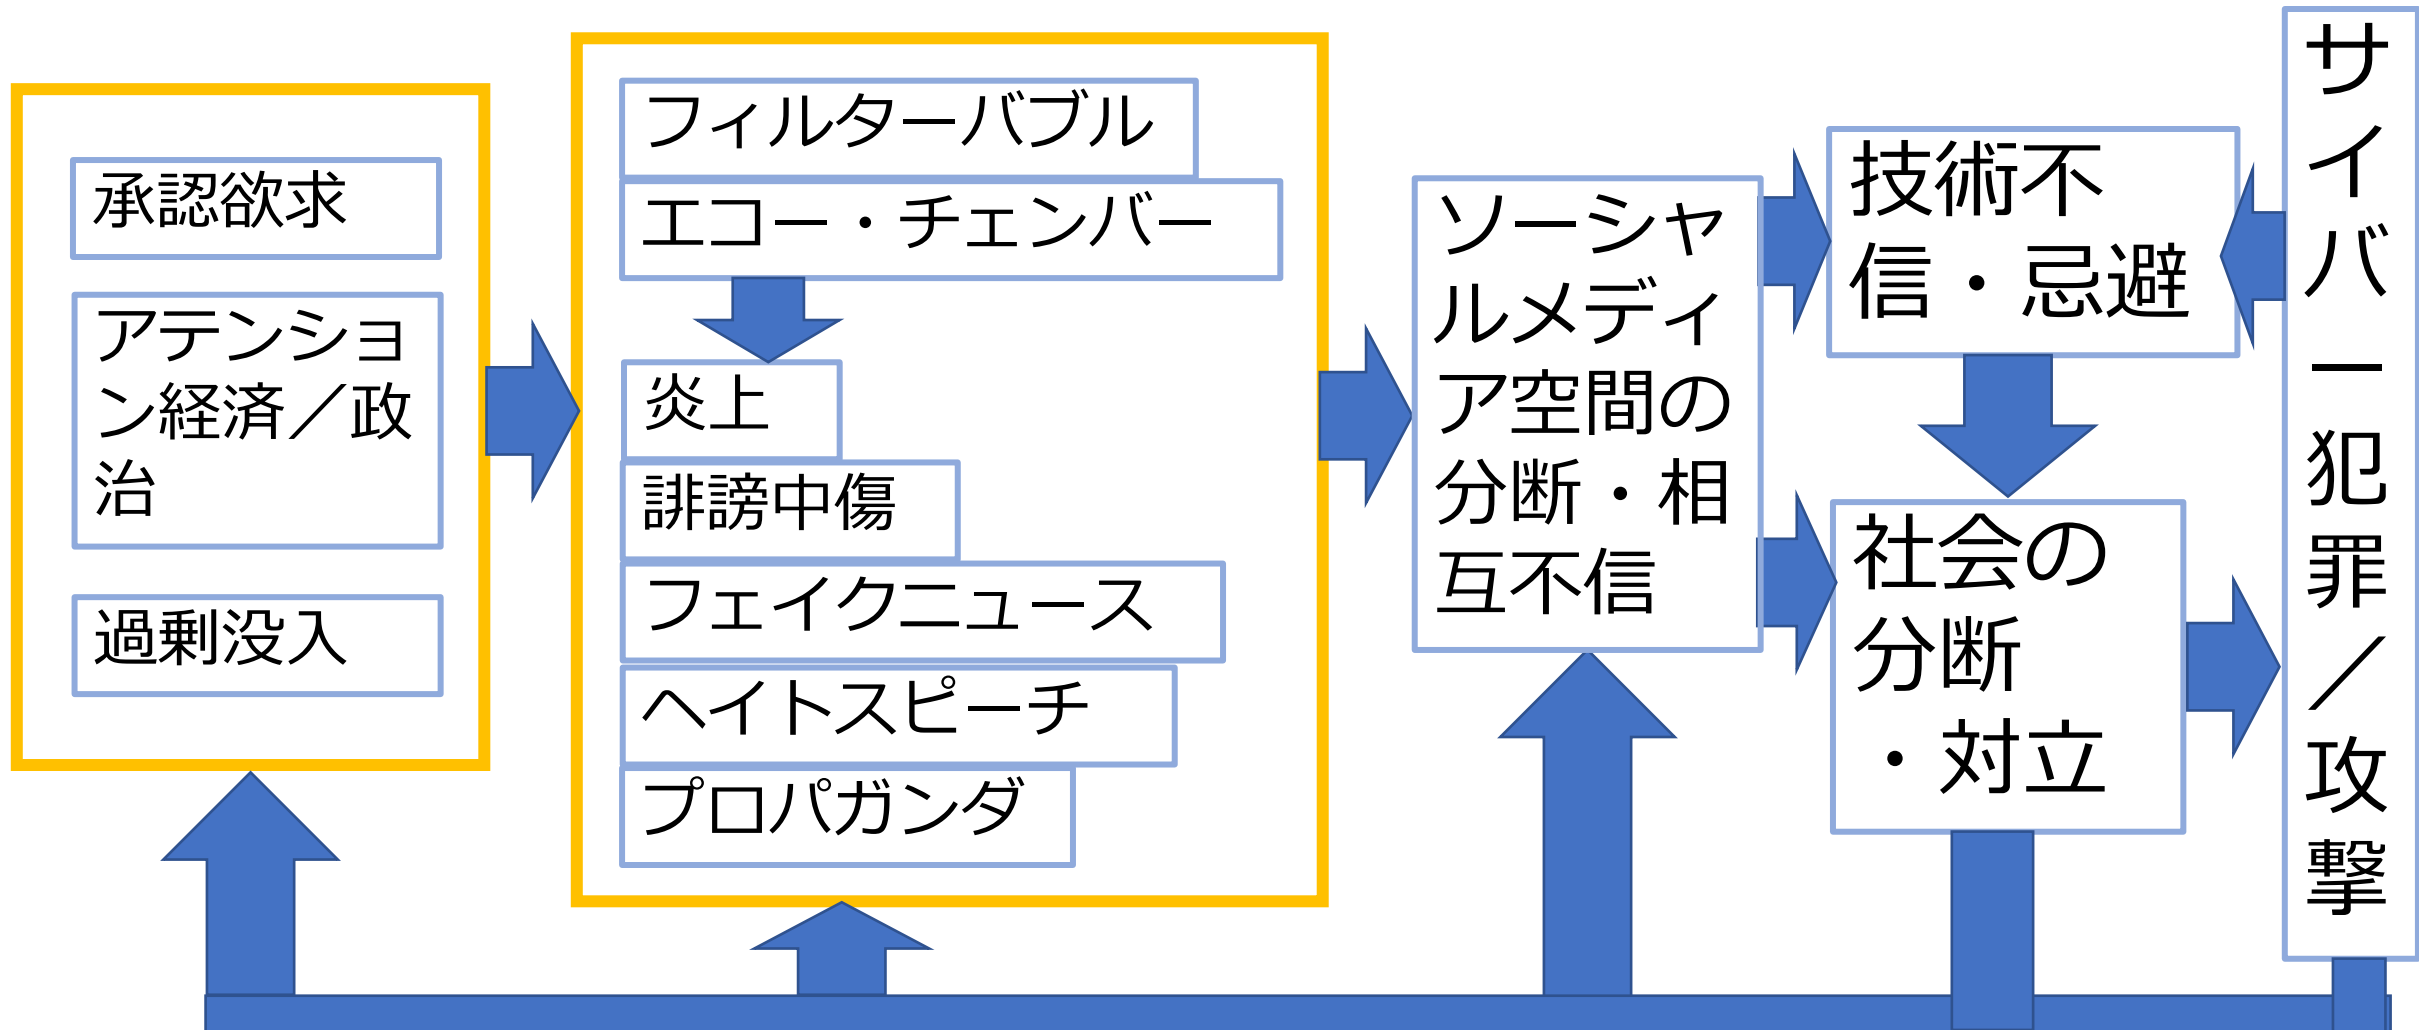 承認欲求
アテンショ
ン経済／政
治
過剰没入
フィルターバブル
エコー・チェンバー
炎上
誹謗中傷
フェイクニュース
ヘイトスピーチ
プロパガンダ
ソーシャ
ルメディ
ア空間の
分断・相
互不信
技術不
信・忌避
社会の
分断
・対立
サイバー犯罪／攻撃